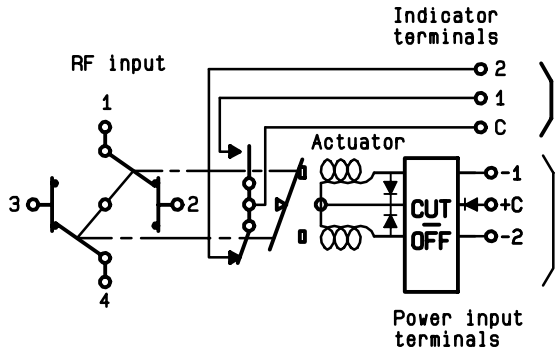 Indicator
terminals
RF input
2
1
1
C
Actuator
-1
3
2
CUT
+C
OFF
-2
4
Power input
terminals